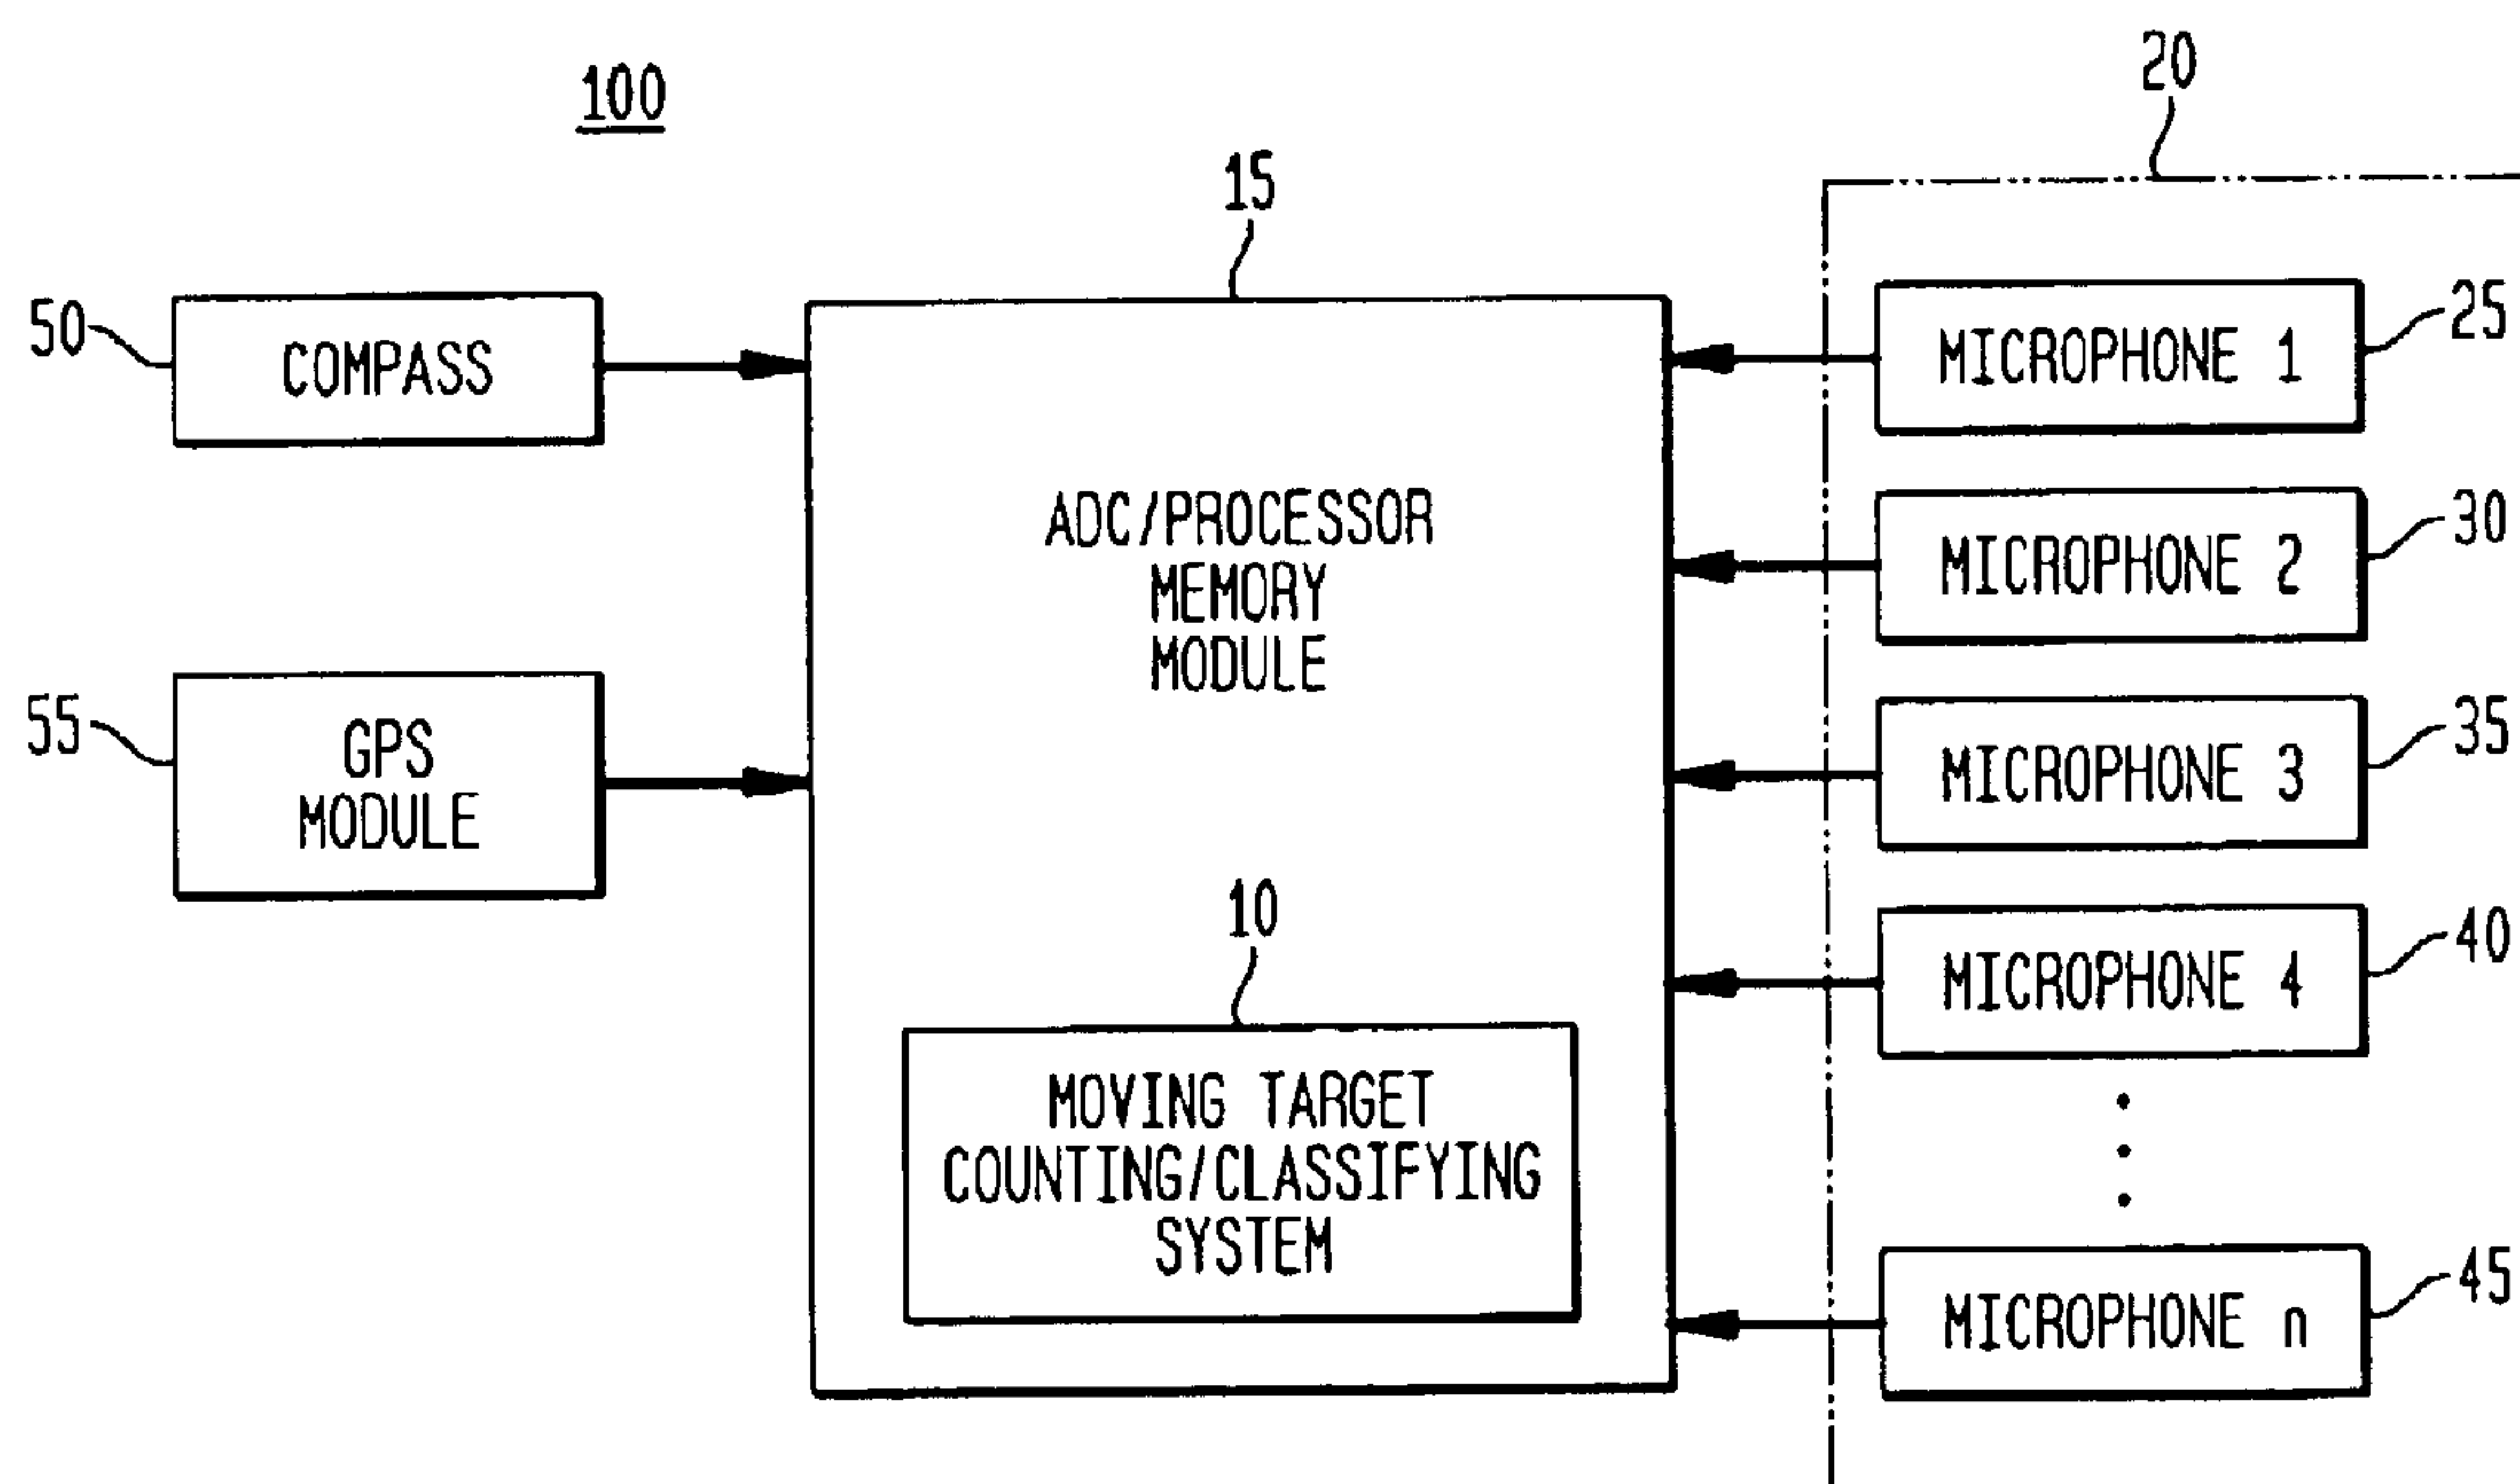 100
20
15
50
COMPASS
MICROPHONE 1
25
ADC/PROCESSOR
MEMORY
MODULE
MICROPHONE 2
30
55
GPS
MODULE
MICROPHONE 3
35
10
MICROPHONE 4
40
MOVING TARGET
COUNTING/CLASSIFYING
SYSTEM
MICROPHONE n
45